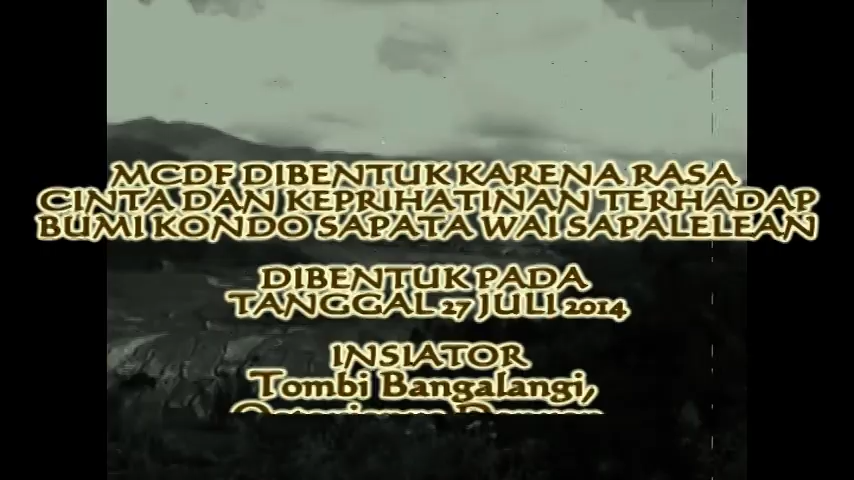 MCDF DIBENTUK KARENA RASA
CINTA DAN KEPRIHATINAN TERHADAP
BUMI KONDO SAPATA WAI SAPALELEAN
DIBENTUK PADA
TANGGAL 27 JULI 2014
INSIATOR
Tombi Bangalangi,